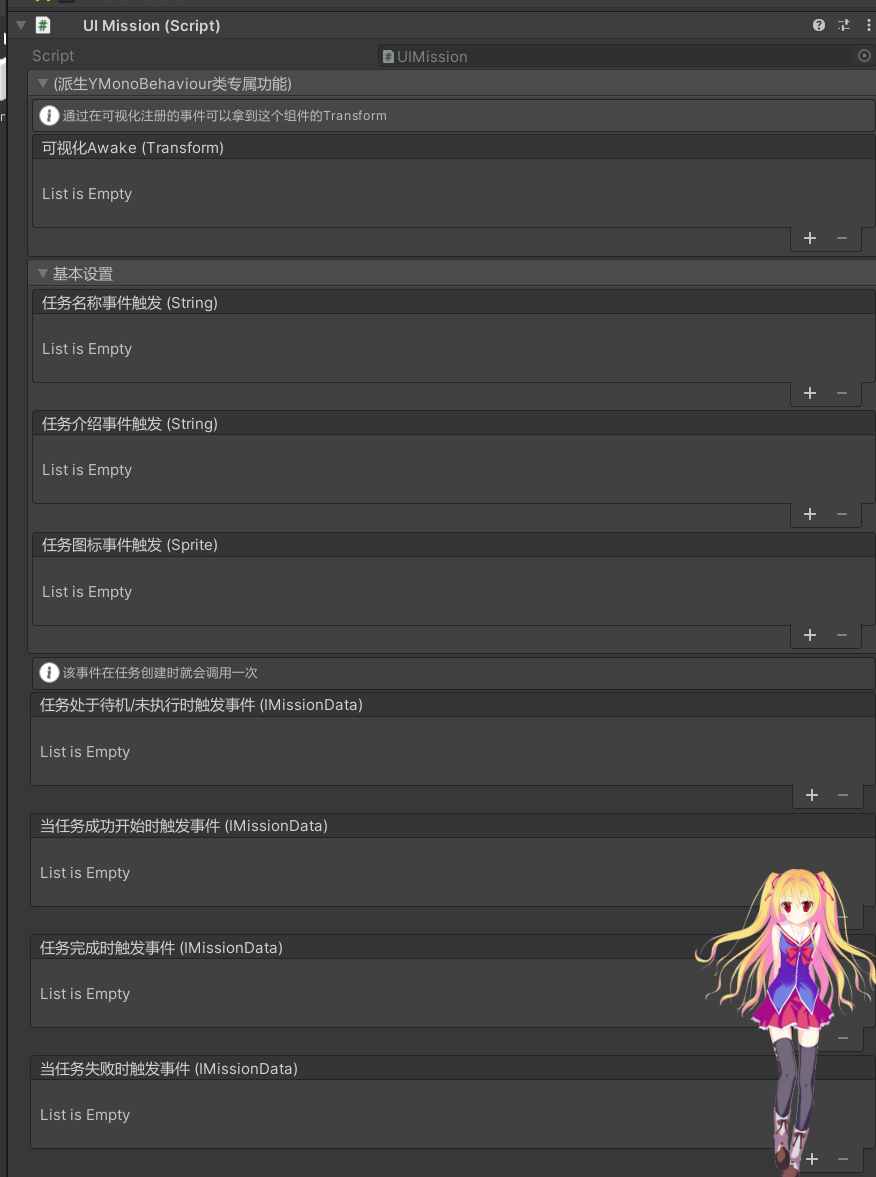 UI Mission (Script)
Script
UIMission
(派生YMonoBehaviour类专属功能)
通过在可视化注册的事件可以拿到这个组件的Transform
可视化Awake (Transform)
List is Empty
基本设置
任务名称事件触发 (String)
List is Empty
任务介绍事件触发 (String)
List is Empty
任务图标事件触发 (Sprite)
List is Empty
该事件在任务创建时就会调用一次
任务处于待机/未执行时触发事件 (IMissionData)
List is Empty
当任务成功开始时触发事件 (IMissionData)
List is Empty
任务完成时触发事件 (IMissionData)
List is Empty
当任务失败时触发事件 (IMissionData)
List is Empty